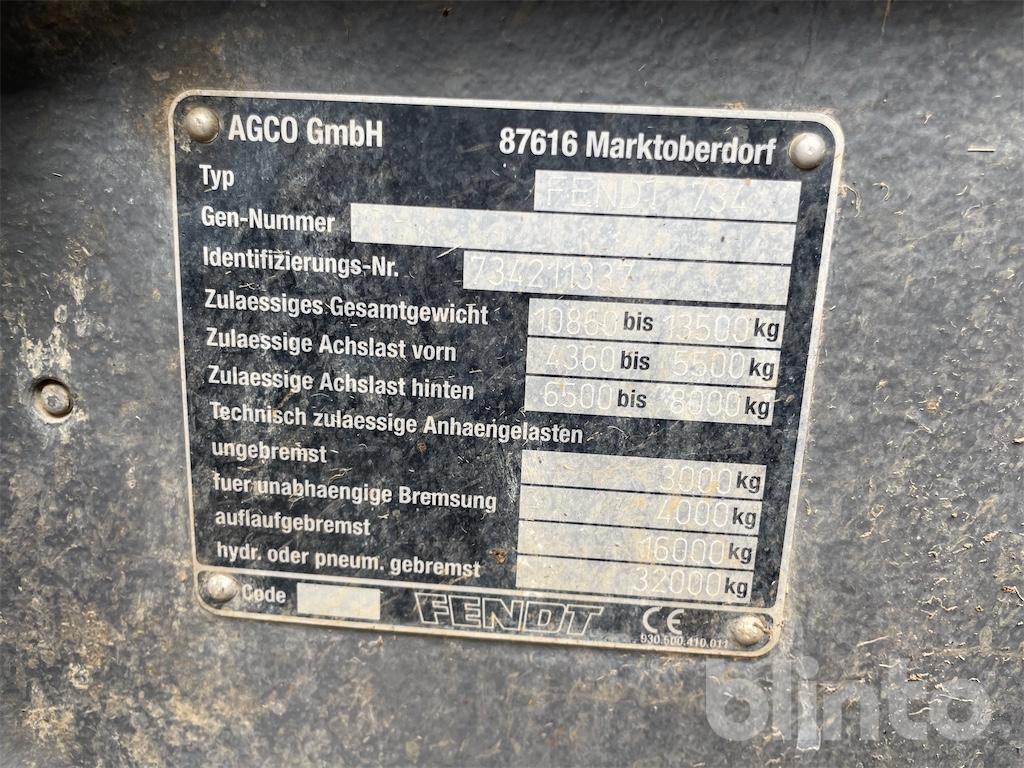 AGCO GmbH 87616 Marktoberdorf
Typ FENDT 734
Gen-Nummer
Identifizierungs-Nr. 734211337
Zulaessiges Gesamtgewicht 10860 bis 13500 kg
Zulaessige Achslast vorn 4360 bis 5500 kg
Zulaessige Achslast hinten 6500 bis 8000 kg
Technisch zulaessige Anhaengelasten
ungebremst 3000 kg
fuer unabhaengige Bremsung 4000 kg
auflaufgebremst 16000 kg
hydr. oder pneum. gebremst 32000 kg
Code FENDT CE
930.500.410.011
blinto